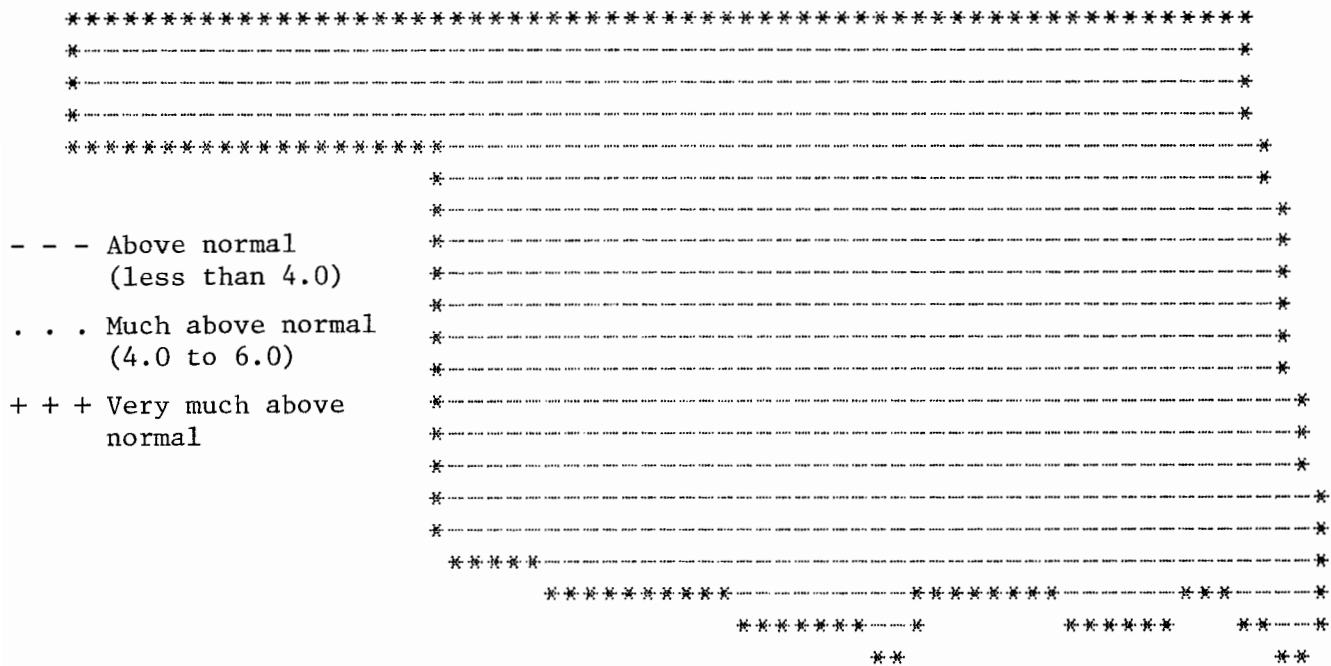 - - - Above normal
(less than 4.0)
. . . Much above normal
(4.0 to 6.0)
+ + + Very much above
normal